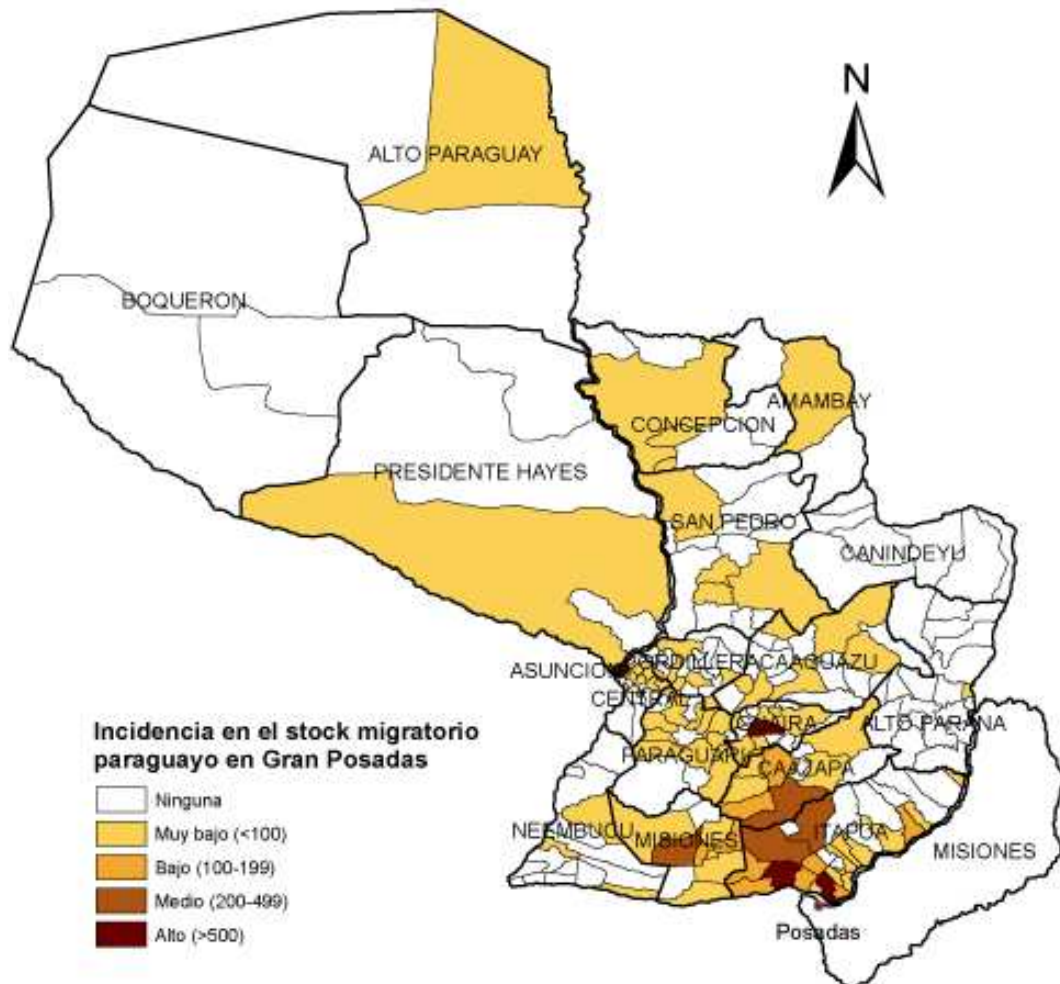 N
ALTO PARAGUAY
BOQUERON
AMAMBAY
CONCEPCION
PRESIDENTE HAYES
SAN PEDRO
CANINDEYU
ASUNCION
CORDILLERA
CAAGUAZU
CENTRAL
GUAIRA
ALTO PARANA
Incidencia en el stock migratorio
paraguayo en Gran Posadas
PARAGUARI
CAAJAPA
Ninguna
Muy bajo (<100)
NEEMBUCU
MISIONES
ITAPUA
MISIONES
Bajo (100-199)
Medio (200-499)
Alto (>500)
Posadas